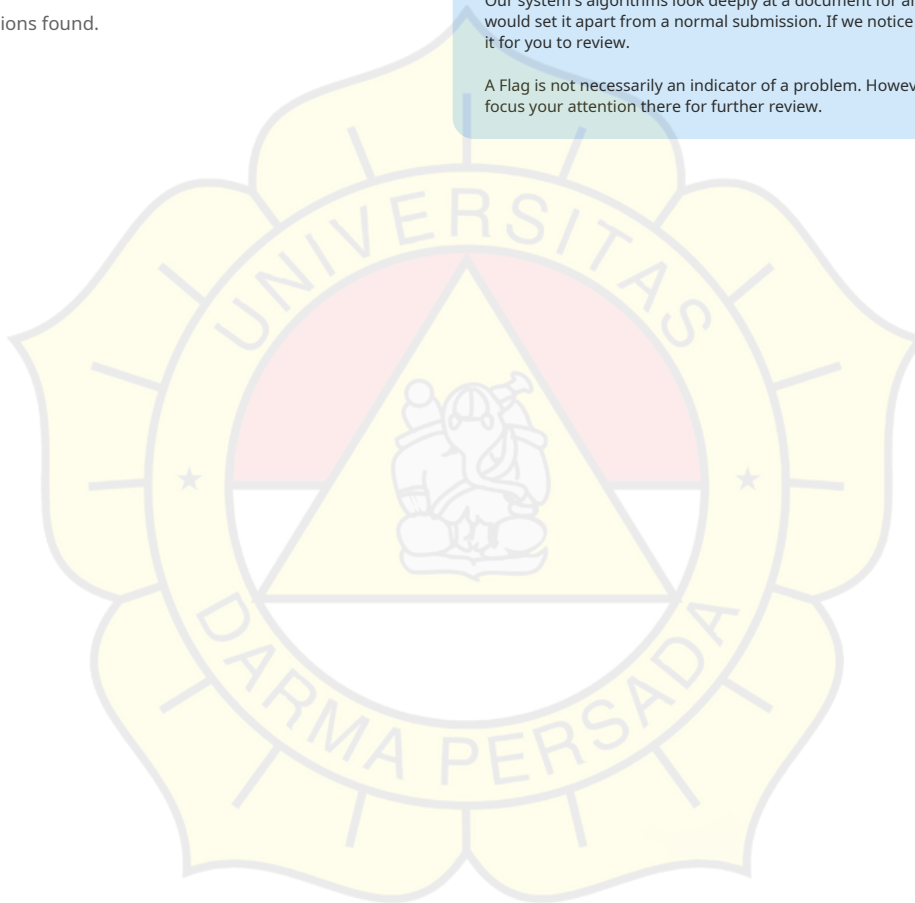 ions found.
Our system's algorithms look deeply at a document for a
would set it apart from a normal submission. If we notice
it for you to review.
A Flag is not necessarily an indicator of a problem. Howev
focus your attention there for further review.
UNIVERSITAS
DARMA PERSADA